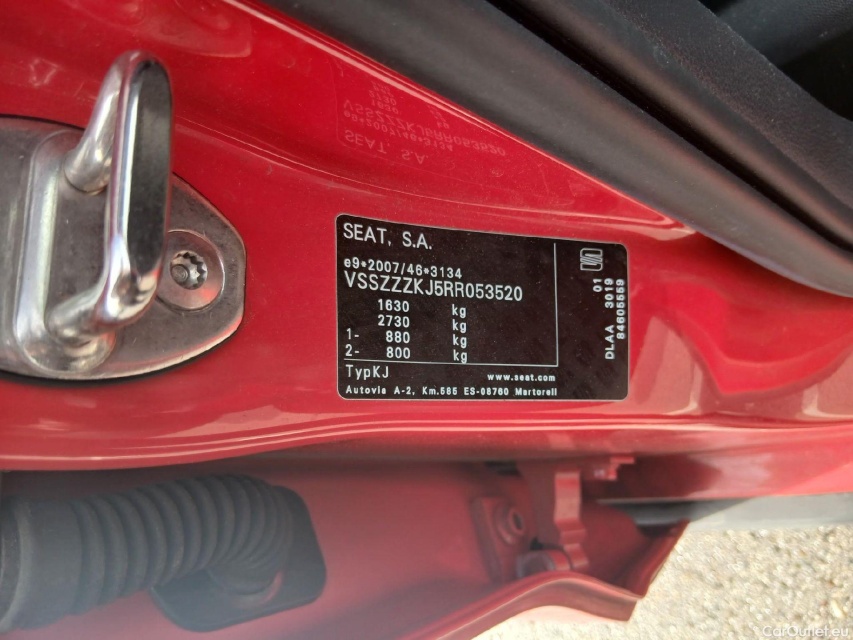 SEAT, S.A.
e9*2007/46*3134
VSSZZZKJ5RR053520
1630 kg
2730 kg
1- 880 kg
2- 800 kg
TypKJ www.seat.com
Autovia A-2, Km.585 ES-08760 Martorell
01
DLAA 3019
84605559
CarOutlet.eu